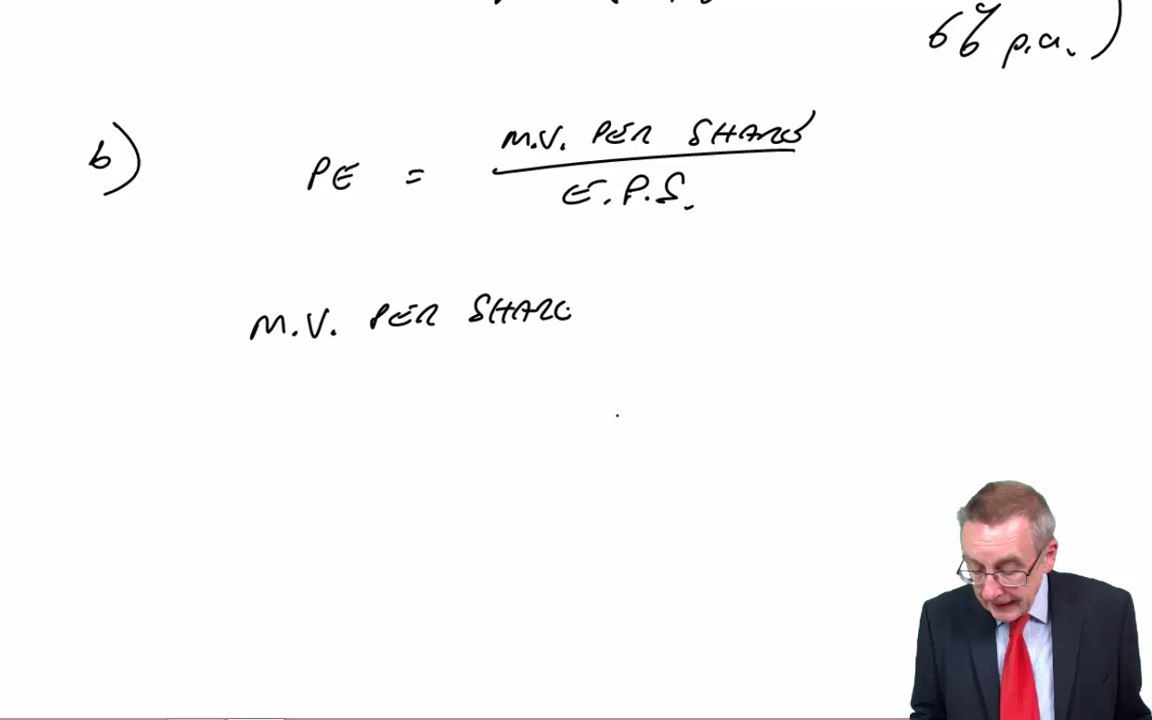 6% p.a.)
b) PE = M.V. PER SHARE
E.P.S.
M.V. PER SHARE